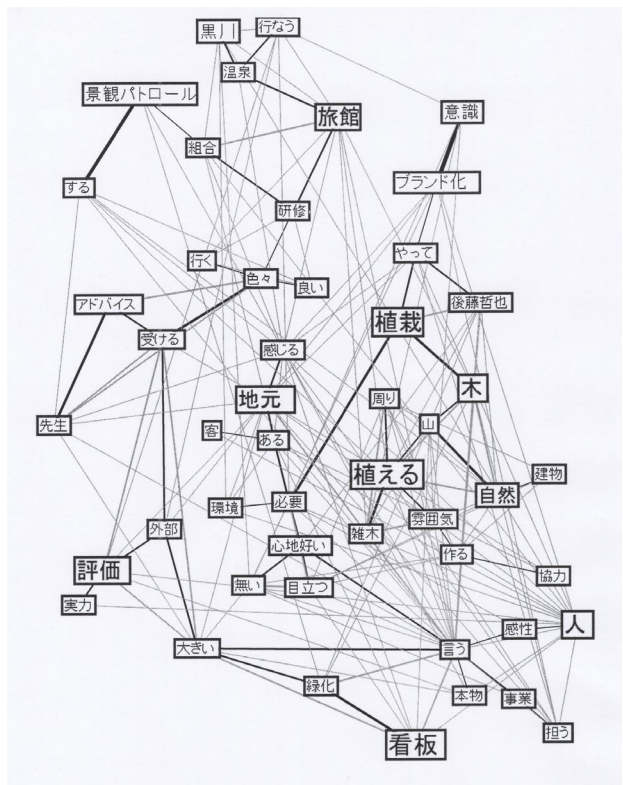 黒川
行なう
温泉
景観パトロール
旅館
意識
組合
する
ブランド化
研修
やって
行く
色々
良い
アドバイス
後藤哲也
植栽
受ける
感じる
木
地元
周り
先生
客
ある
山
植える
建物
自然
環境
必要
雰囲気
雑木
外部
心地好い
作る
評価
無い
目立つ
協力
実力
感性
人
大きい
言う
緑化
本物
事業
担う
看板